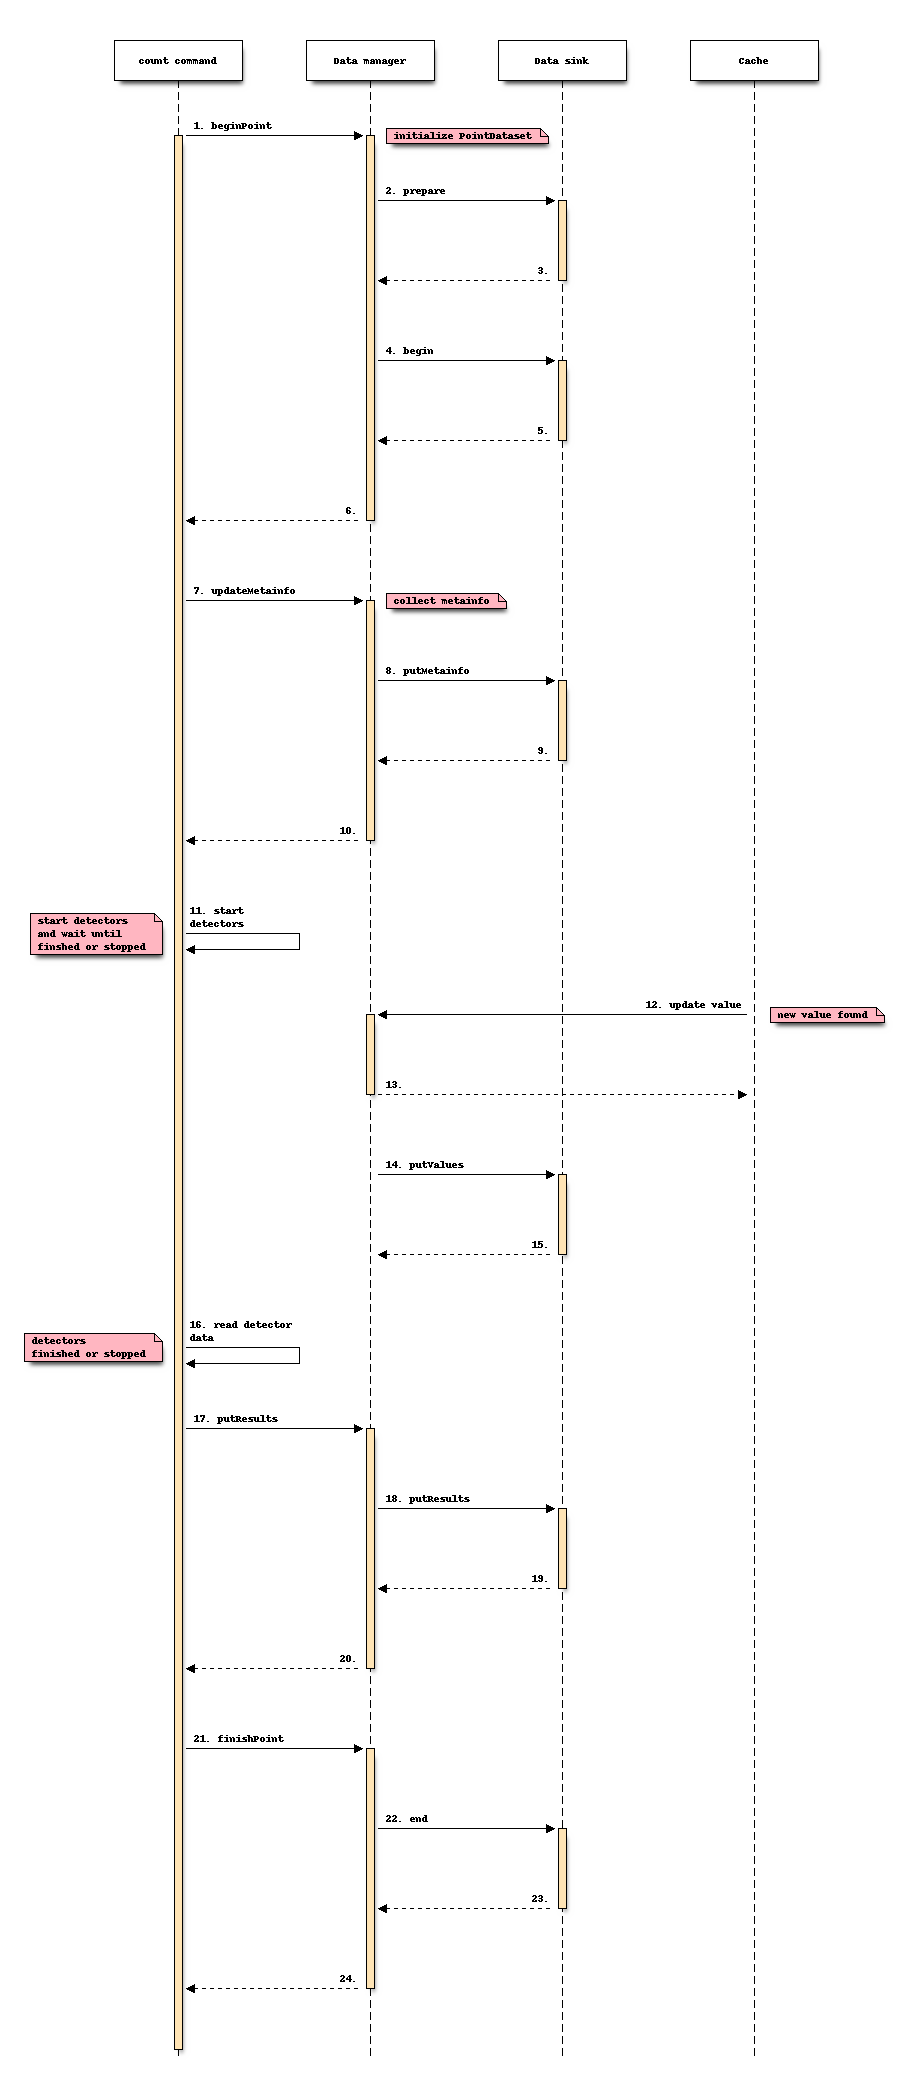 count command
Data manager
Data sink
Cache
1. beginPoint
initialize PointDataset
2. prepare
3.
4. begin
5.
6.
7. updateMetainfo
collect metainfo
8. putMetainfo
9.
10.
11. start
detectors
start detectors
and wait until
finshed or stopped
12. update value
new value found
13.
14. putValues
15.
16. read detector
data
detectors
finished or stopped
17. putResults
18. putResults
19.
20.
21. finishPoint
22. end
23.
24.